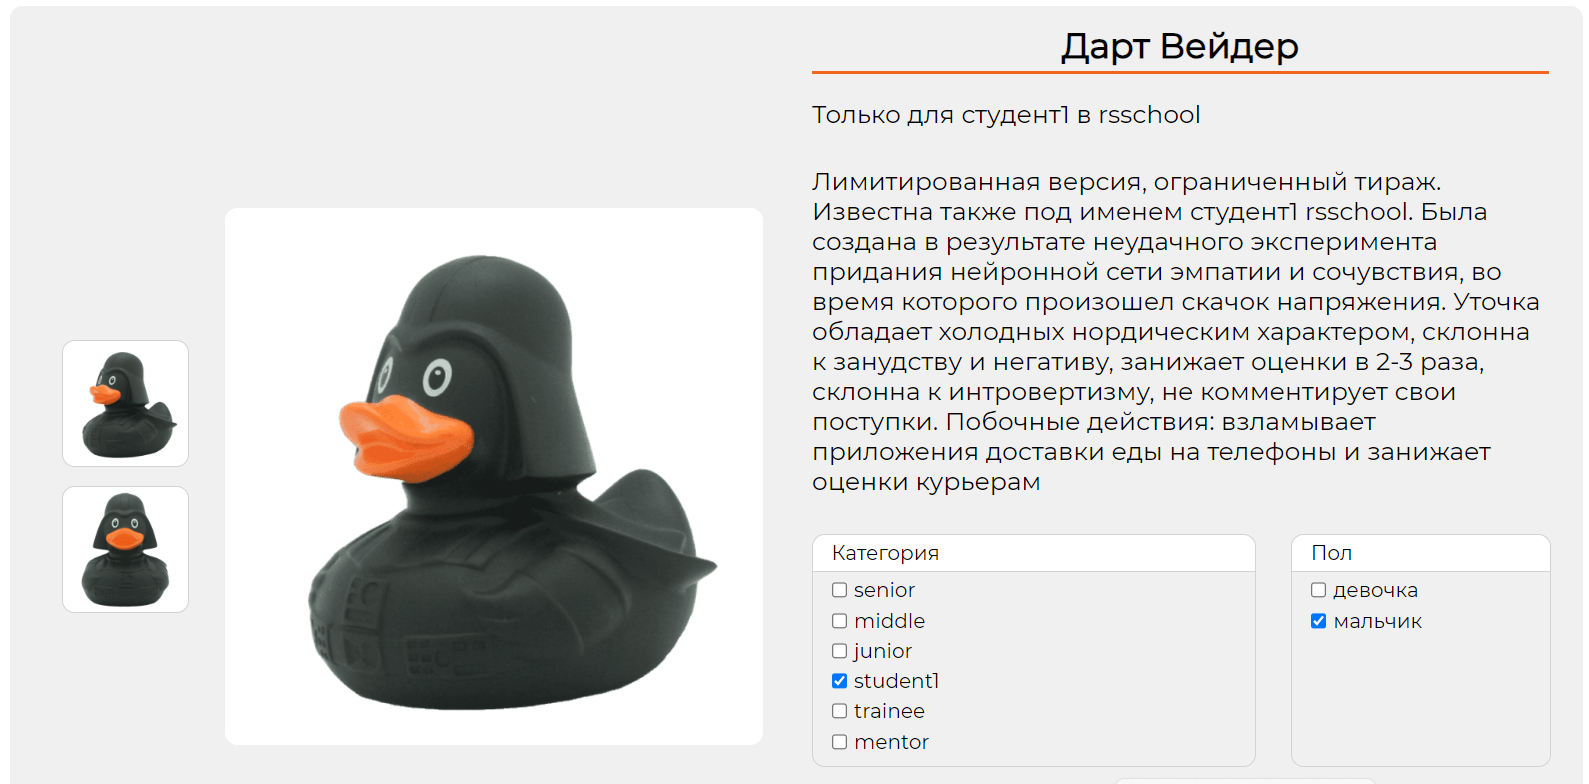 Дарт Вейдер
Только для студент1 в rsschool
Лимитированная версия, ограниченный тираж.
Известна также под именем студент1 rsschool. Была
создана в результате неудачного эксперимента
придания нейронной сети эмпатии и сочувствия, во
время которого произошел скачок напряжения. Уточка
обладает холодных нордическим характером, склонна
к занудству и негативу, занижает оценки в 2-3 раза,
склонна к интровертизму, не комментирует свои
поступки. Побочные действия: взламывает
приложения доставки еды на телефоны и занижает
оценки курьерам
Категория
senior
middle
junior
student1
trainee
mentor
Пол
девочка
мальчик